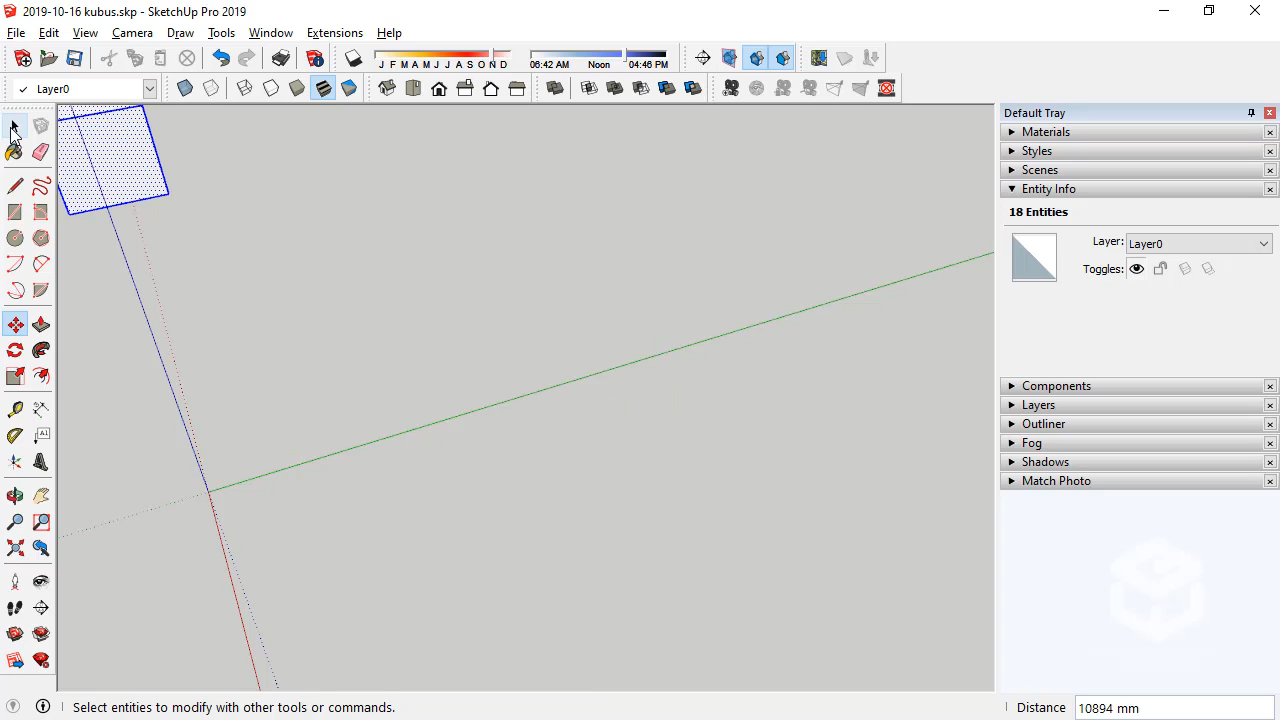 2019-10-16 kubus.skp - SketchUp Pro 2019
File Edit View Camera Draw Tools Window Extensions Help
J F M A M J J A S O N D
06:42 AM Noon 04:46 PM
Layer0
Default Tray
Materials
Styles
Scenes
Entity Info
18 Entities
Layer: Layer0
Toggles:
Components
Layers
Outliner
Fog
Shadows
Match Photo
A1
Select entities to modify with other tools or commands.
Distance 10894 mm